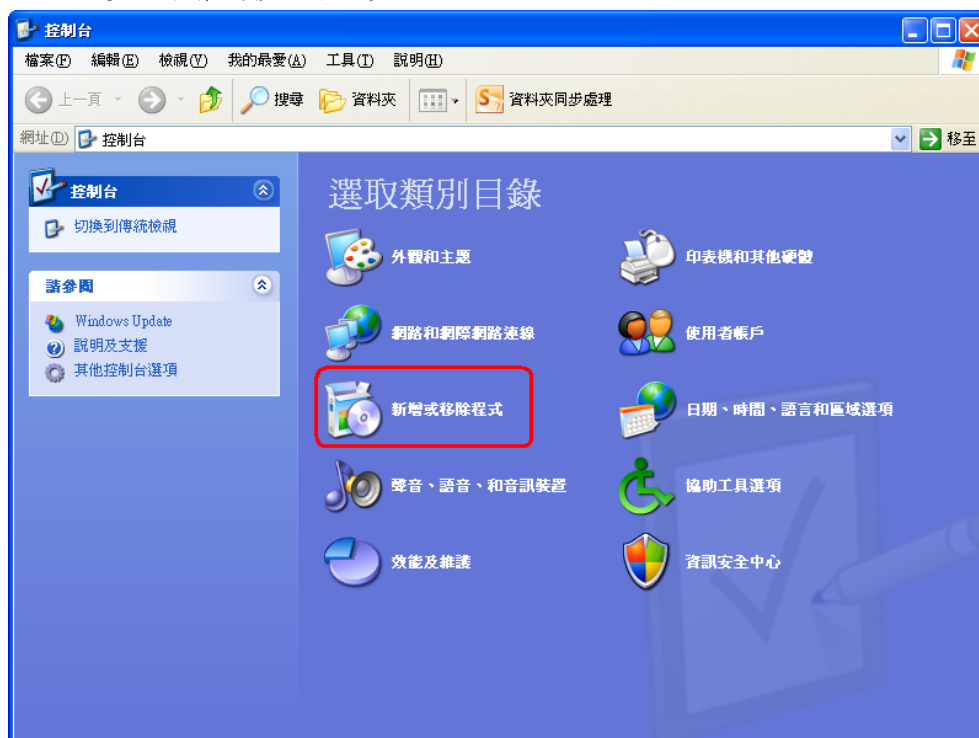 控制台
檔案(F) 編輯(E) 檢視(V) 我的最愛(A) 工具(T) 說明(H)
上一頁 搜尋 資料夾 資料夾同步處理
網址(D) 控制台 移至
控制台
切換到傳統檢視
請參閱
Windows Update
說明及支援
其他控制台選項
選取類別目錄
外觀和主題
印表機和其他硬體
網路和網際網路連線
使用者帳戶
新增或移除程式
日期、時間、語言和區域選項
聲音、語音、和音訊裝置
協助工具選項
效能及維護
資訊安全中心